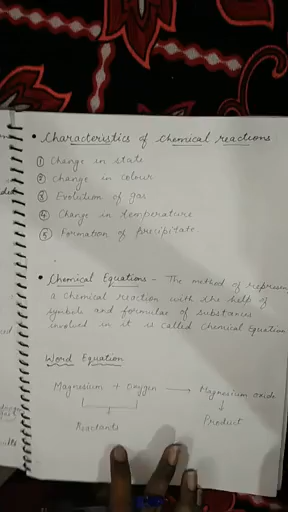 • Characteristics of chemical reactions
① Change in state
② Change in colour
③ Evolution of gas
④ Change in temperature
⑤ Formation of precipitate
• Chemical Equations - The method of represen
a chemical reaction with the help of
symbols and formulae of substances
involved in it is called Chemical Equation
Word Equation
Magnesium + Oxygen → Magnesium oxide
Reactants
Product